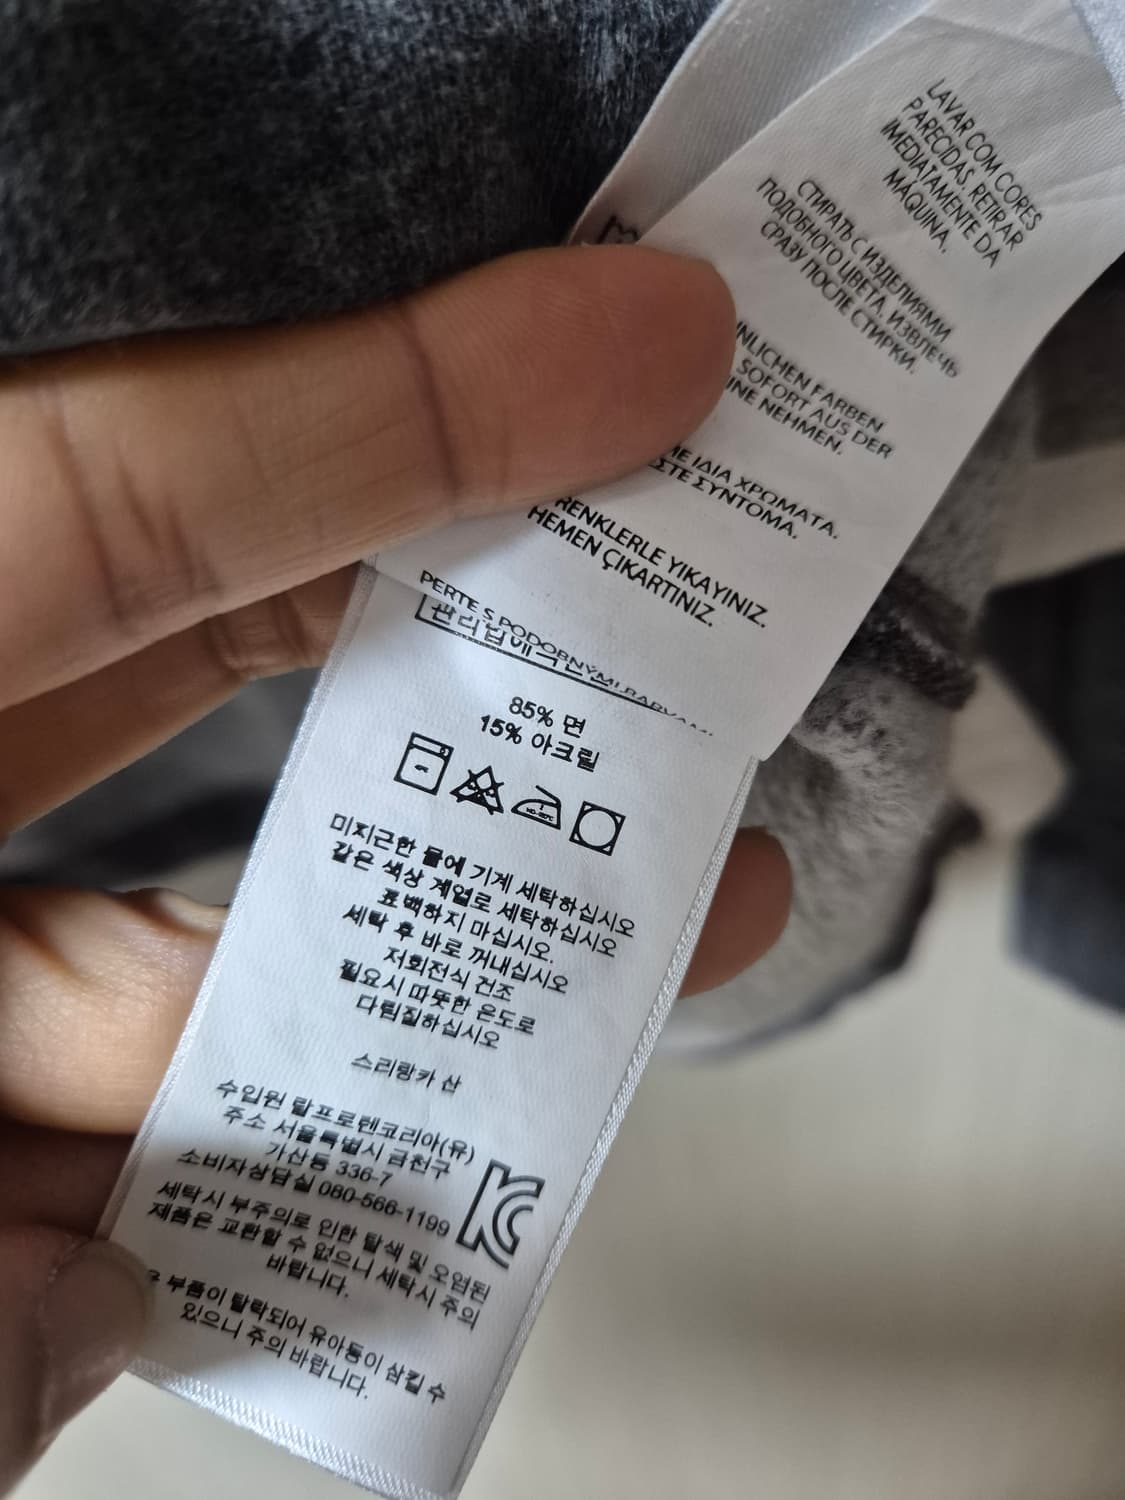 LAVAR COM CORES
PARECIDAS. RETIRAR
IMEDIATAMENTE DA
MÁQUINA.
СТИРАТЬ С ИЗДЕЛИЯМИ
ПОДОБНОГО ЦВЕТА. ИЗВЛЕЧЬ
СРАЗУ ПОСЛЕ СТИРКИ.
FARBEN
SOFORT AUS DER
NEHMEN.
ΜΕ ΙΔΙΑ ΧΡΩΜΑΤΑ.
ΣΥΝΤΟΜΑ.
RENKLERLE YIKAYINIZ.
HEMEN ÇIKARTINIZ.
PERTE S PODOBNÝMI
85% 면
15% 아크릴
미지근한 물에 기계 세탁하십시오
같은 색상 계열로 세탁하십시오
표백하지 마십시오.
세탁 후 바로 꺼내십시오
저회전식 건조
필요시 따뜻한 온도로
다림질하십시오
스리랑카 산
수입원 랄프로렌코리아(유)
주소 서울특별시 금천구
가산동 336-7
소비자상담실 080-566-1199
세탁시 부주의로 인한 탈색 및 오염된
제품은 교환할 수 없으니 세탁시 주의
바랍니다.
부품이 탈락되어 유아등이 삼킬 수
있으니 주의 바랍니다.